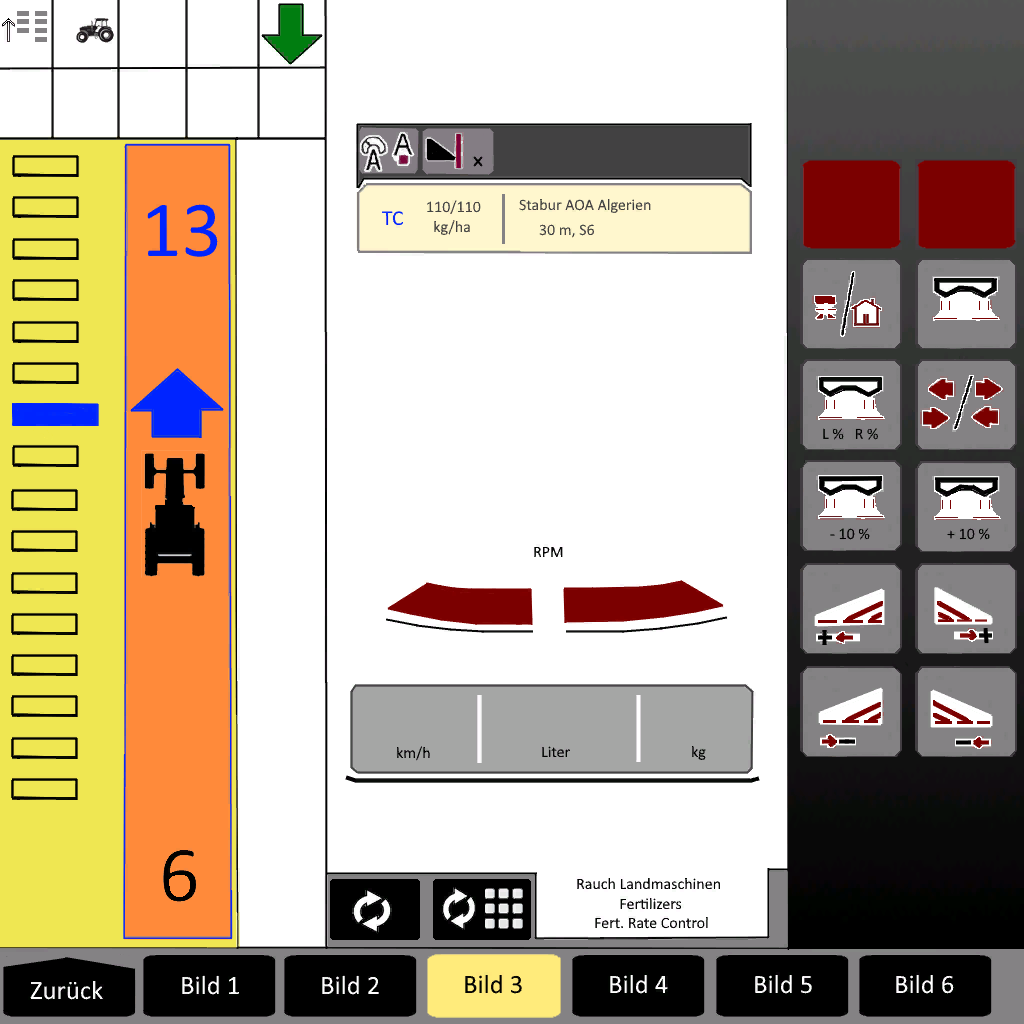 13
6
A
A
x
TC
110/110
kg/ha
Stabur AOA Algerien
30 m, S6
RPM
km/h
Liter
kg
L % R %
- 10 %
+ 10 %
Rauch Landmaschinen
Fertilizers
Fert. Rate Control
Zurück
Bild 1
Bild 2
Bild 3
Bild 4
Bild 5
Bild 6